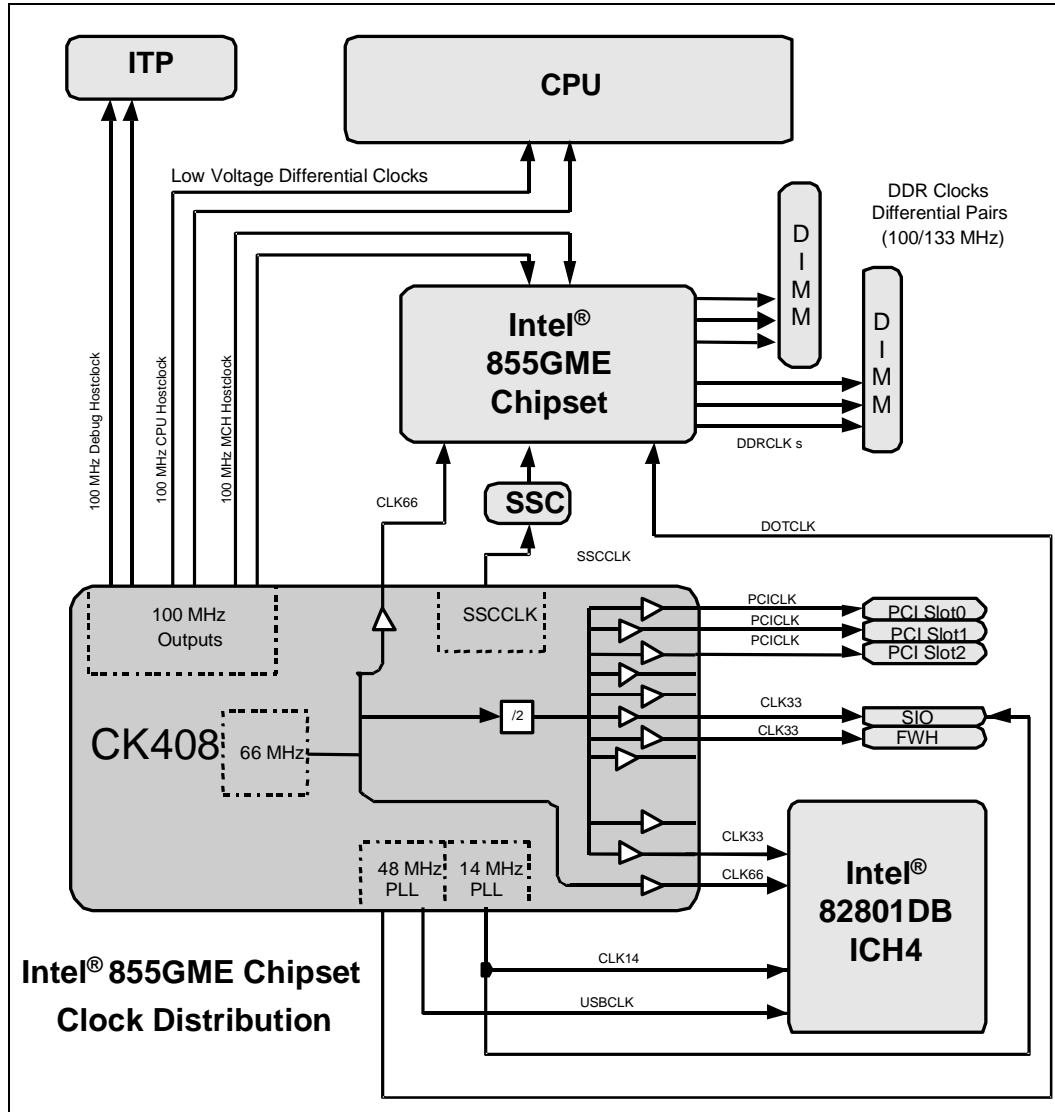 ITP
CPU
Low Voltage Differential Clocks
DDR Clocks
Differential Pairs
(100/133 MHz)
D
I
M
M
D
I
M
M
Intel®
855GME
Chipset
100 MHz Debug Hostclock
100 MHz CPU Hostclock
100 MHz MCH Hostclock
DDRCLK s
CLK66
SSC
DOTCLK
SSCCLK
100 MHz
Outputs
SSCCLK
PCICLK
PCI Slot0
PCICLK
PCI Slot1
PCICLK
PCI Slot2
/2
CLK33
SIO
CLK33
FWH
CK408
66 MHz
48 MHz
PLL
14 MHz
PLL
CLK33
CLK66
Intel®
82801DB
ICH4
CLK14
USBCLK
Intel® 855GME Chipset
Clock Distribution